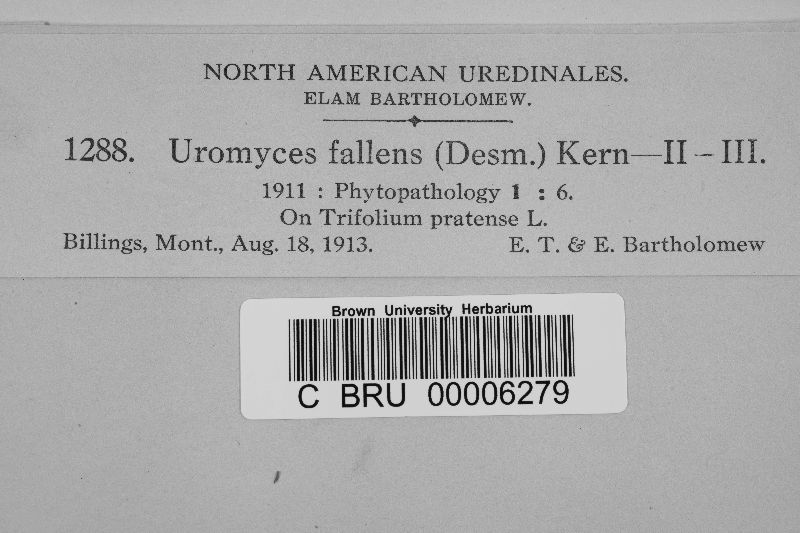 NORTH AMERICAN UREDINALES.
ELAM BARTHOLOMEW.
1288. Uromyces fallens (Desm.) Kern—II – III.
1911 : Phytopathology 1 : 6.
On Trifolium pratense L.
Billings, Mont., Aug. 18, 1913. E. T. & E. Bartholomew
Brown University Herbarium
C BRU 00006279